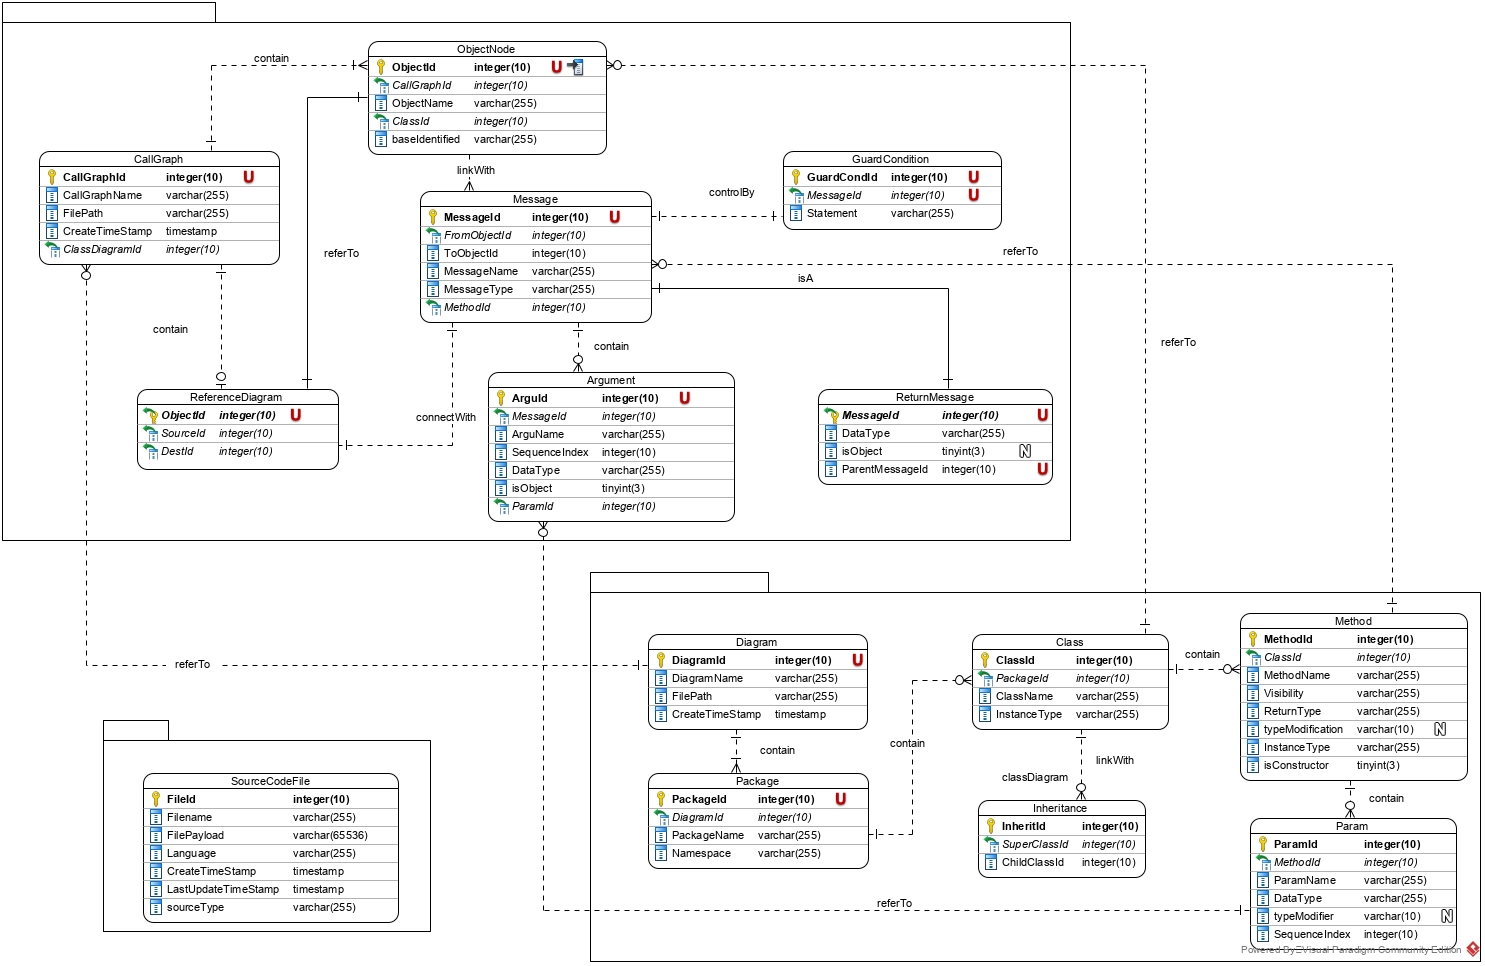 ObjectNode
ObjectId integer(10) U
CallGraphId integer(10)
ObjectName varchar(255)
ClassId integer(10)
baseIdentified varchar(255)
contain
linkWith
CallGraph
CallGraphId integer(10) U
CallGraphName varchar(255)
FilePath varchar(255)
CreateTimeStamp timestamp
ClassDiagramId integer(10)
GuardCondition
GuardCondId integer(10) U
MessageId integer(10) U
Statement varchar(255)
controlBy
Message
MessageId integer(10) U
FromObjectId integer(10)
ToObjectId integer(10)
MessageName varchar(255)
MessageType varchar(255)
MethodId integer(10)
referTo
referTo
isA
contain
contain
referTo
connectWith
ReferenceDiagram
ObjectId integer(10) U
SourceId integer(10)
DestId integer(10)
Argument
ArguId integer(10) U
MessageId integer(10)
ArguName varchar(255)
SequenceIndex integer(10)
DataType varchar(255)
isObject tinyint(3)
ParamId integer(10)
ReturnMessage
MessageId integer(10) U
DataType varchar(255)
isObject tinyint(3) N
ParentMessageId integer(10) U
referTo
Diagram
DiagramId integer(10) U
DiagramName varchar(255)
FilePath varchar(255)
CreateTimeStamp timestamp
Class
ClassId integer(10)
PackageId integer(10)
ClassName varchar(255)
InstanceType varchar(255)
contain
Method
MethodId integer(10)
ClassId integer(10)
MethodName varchar(255)
Visibility varchar(255)
ReturnType varchar(255)
typeModification varchar(10) N
InstanceType varchar(255)
isConstructor tinyint(3)
contain
contain
linkWith
classDiagram
contain
Package
PackageId integer(10) U
DiagramId integer(10)
PackageName varchar(255)
Namespace varchar(255)
Inheritance
InheritId integer(10)
SuperClassId integer(10)
ChildClassId integer(10)
Param
ParamId integer(10)
MethodId integer(10)
ParamName varchar(255)
DataType varchar(255)
typeModifier varchar(10) N
SequenceIndex integer(10)
SourceCodeFile
FileId integer(10)
Filename varchar(255)
FilePayload varchar(65536)
Language varchar(255)
CreateTimeStamp timestamp
LastUpdateTimeStamp timestamp
sourceType varchar(255)
referTo
Powered By Visual Paradigm Community Edition